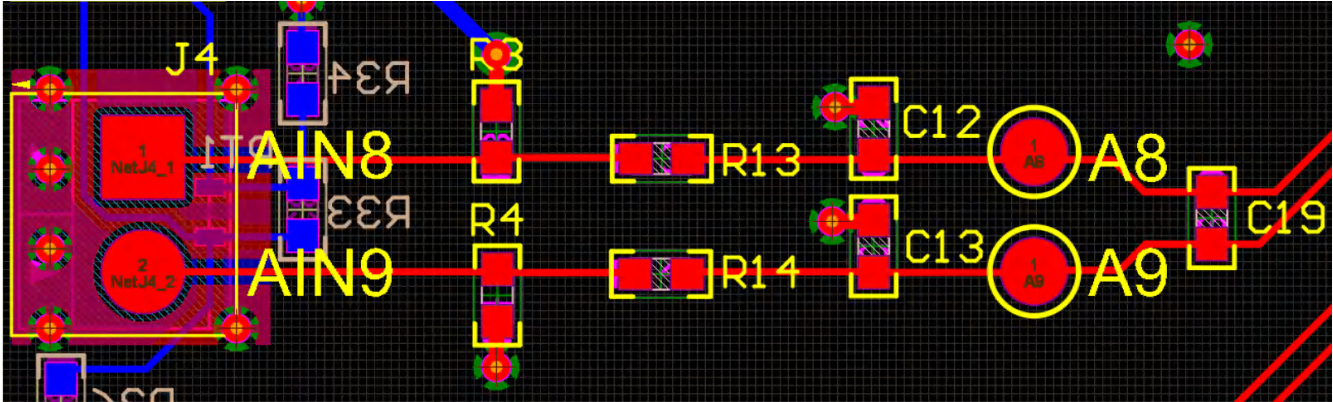 J4
R34
R3
1
NetJ4_1
RT1
AIN8
R13
C12
1
A8
A8
R33
R4
C13
C19
2
NetJ4_2
AIN9
R14
1
A9
A9